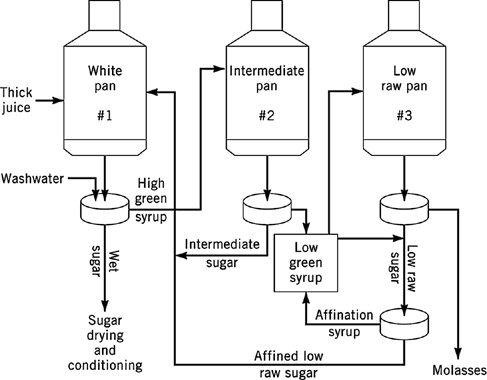 White
pan
#1
Intermediate
pan
#2
Low
raw pan
#3
Thick
juice
Washwater
High
green
syrup
Wet
sugar
Intermediate
sugar
Low
green
syrup
Low raw
sugar
Affination
syrup
Sugar
drying
and
conditioning
Affined low
raw sugar
Molasses